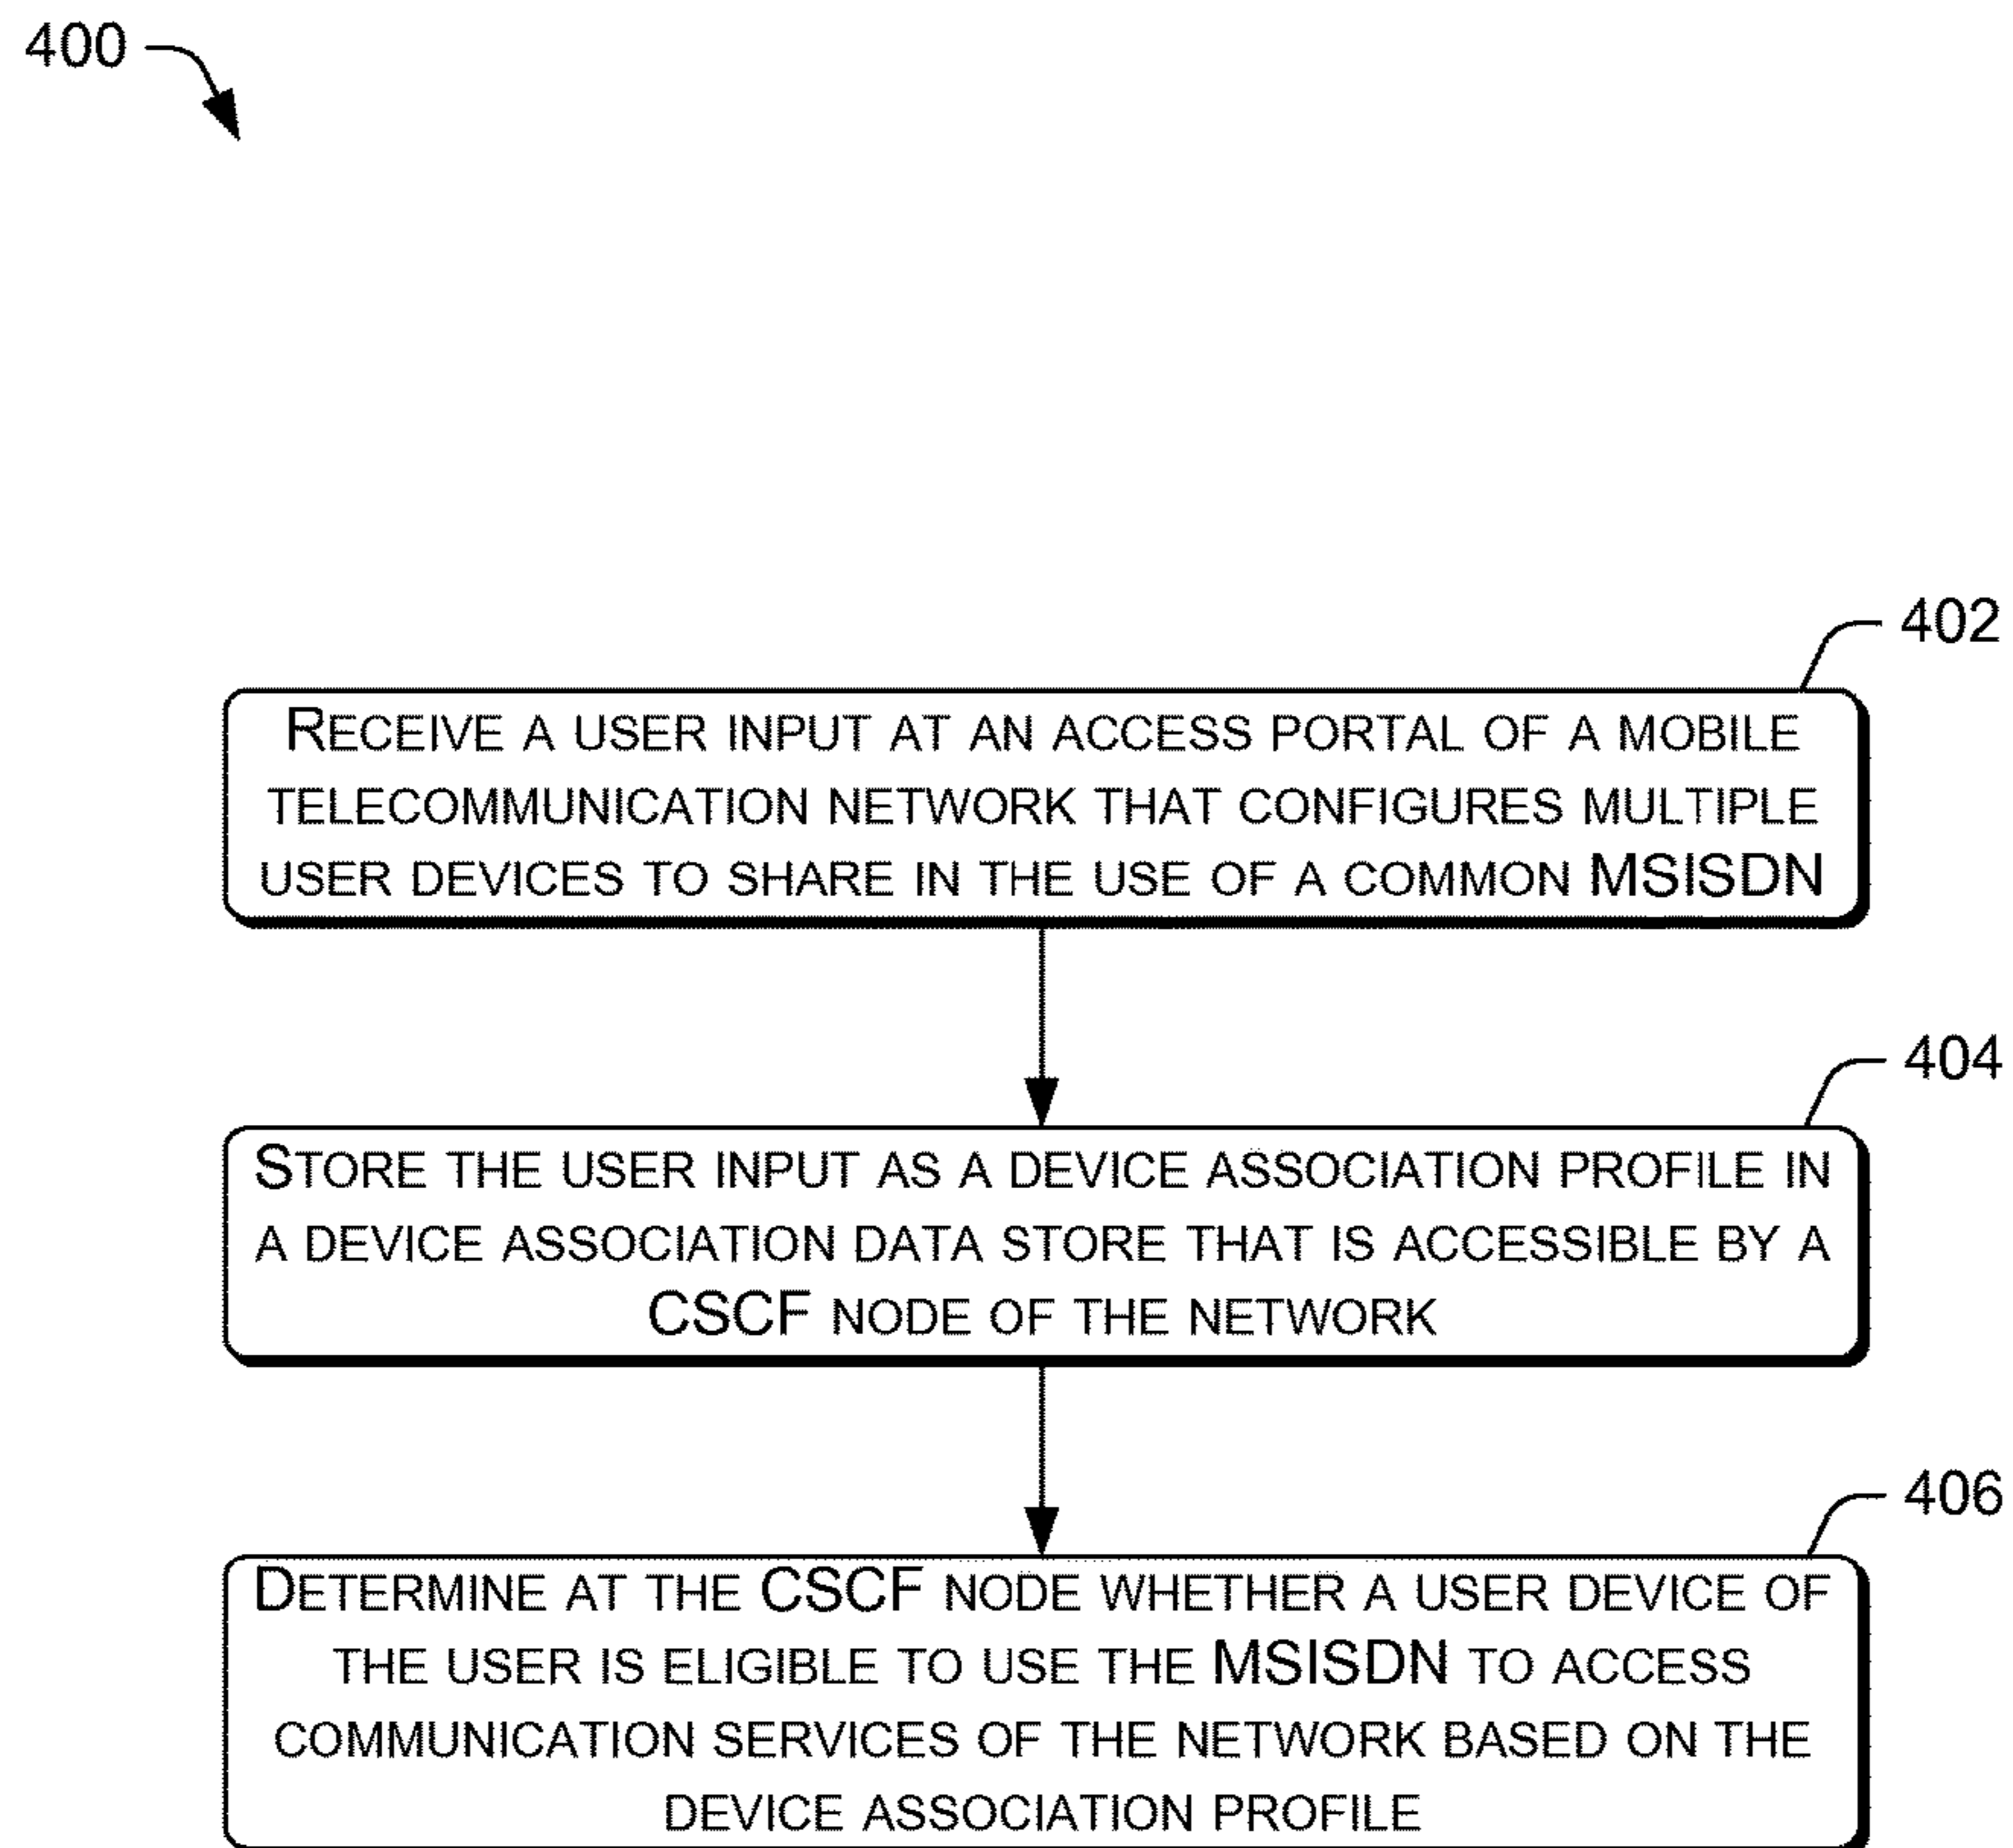 400
402
RECEIVE A USER INPUT AT AN ACCESS PORTAL OF A MOBILE
TELECOMMUNICATION NETWORK THAT CONFIGURES MULTIPLE
USER DEVICES TO SHARE IN THE USE OF A COMMON MSISDN
404
STORE THE USER INPUT AS A DEVICE ASSOCIATION PROFILE IN
A DEVICE ASSOCIATION DATA STORE THAT IS ACCESSIBLE BY A
CSCF NODE OF THE NETWORK
406
DETERMINE AT THE CSCF NODE WHETHER A USER DEVICE OF
THE USER IS ELIGIBLE TO USE THE MSISDN TO ACCESS
COMMUNICATION SERVICES OF THE NETWORK BASED ON THE
DEVICE ASSOCIATION PROFILE